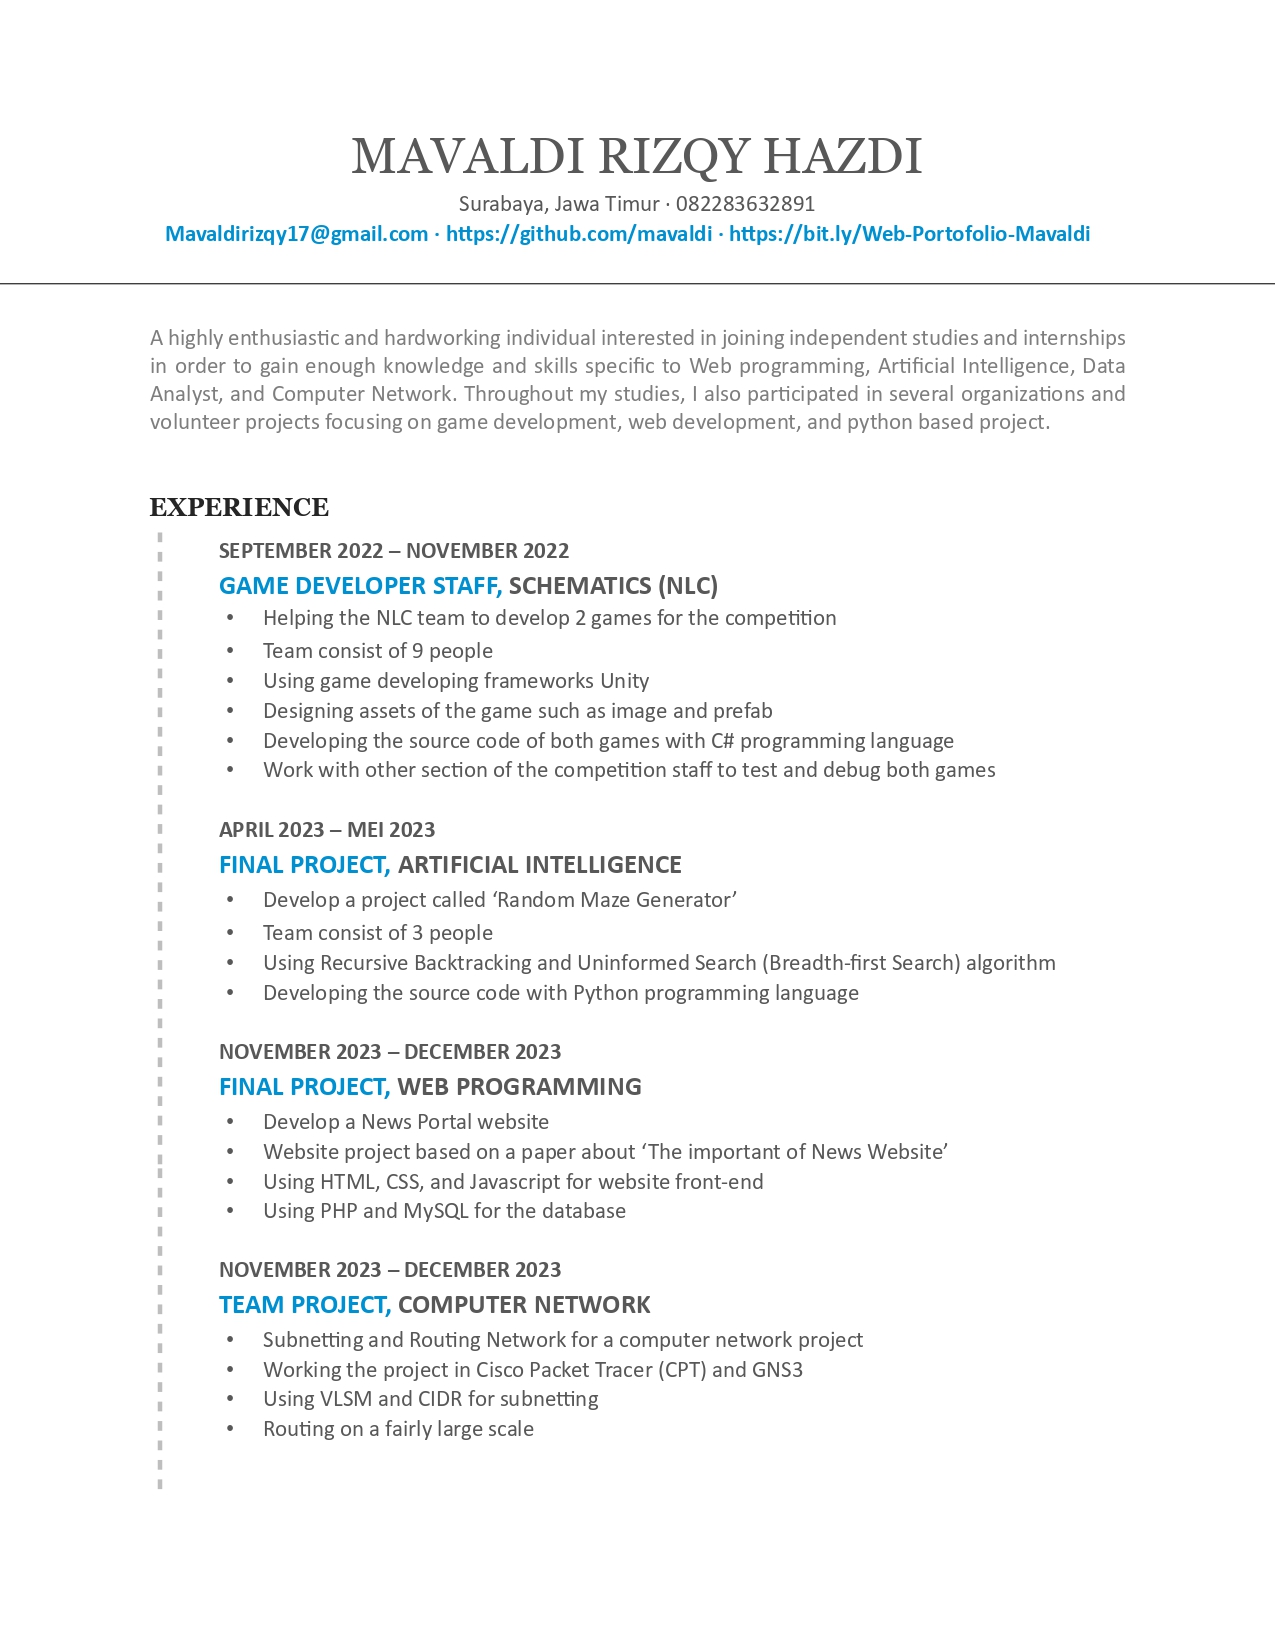 MAVALDI RIZQY HAZDI
Surabaya, Jawa Timur · 082283632891
Mavaldirizqy17@gmail.com · https://github.com/mavaldi · https://bit.ly/Web-Portofolio-Mavaldi
A highly enthusiastic and hardworking individual interested in joining independent studies and internships
in order to gain enough knowledge and skills specific to Web programming, Artificial Intelligence, Data
Analyst, and Computer Network. Throughout my studies, I also participated in several organizations and
volunteer projects focusing on game development, web development, and python based project.
EXPERIENCE
SEPTEMBER 2022 – NOVEMBER 2022
GAME DEVELOPER STAFF, SCHEMATICS (NLC)
• Helping the NLC team to develop 2 games for the competition
• Team consist of 9 people
• Using game developing frameworks Unity
• Designing assets of the game such as image and prefab
• Developing the source code of both games with C# programming language
• Work with other section of the competition staff to test and debug both games
APRIL 2023 – MEI 2023
FINAL PROJECT, ARTIFICIAL INTELLIGENCE
• Develop a project called ‘Random Maze Generator’
• Team consist of 3 people
• Using Recursive Backtracking and Uninformed Search (Breadth-first Search) algorithm
• Developing the source code with Python programming language
NOVEMBER 2023 – DECEMBER 2023
FINAL PROJECT, WEB PROGRAMMING
• Develop a News Portal website
• Website project based on a paper about ‘The important of News Website’
• Using HTML, CSS, and Javascript for website front-end
• Using PHP and MySQL for the database
NOVEMBER 2023 – DECEMBER 2023
TEAM PROJECT, COMPUTER NETWORK
• Subnetting and Routing Network for a computer network project
• Working the project in Cisco Packet Tracer (CPT) and GNS3
• Using VLSM and CIDR for subnetting
• Routing on a fairly large scale